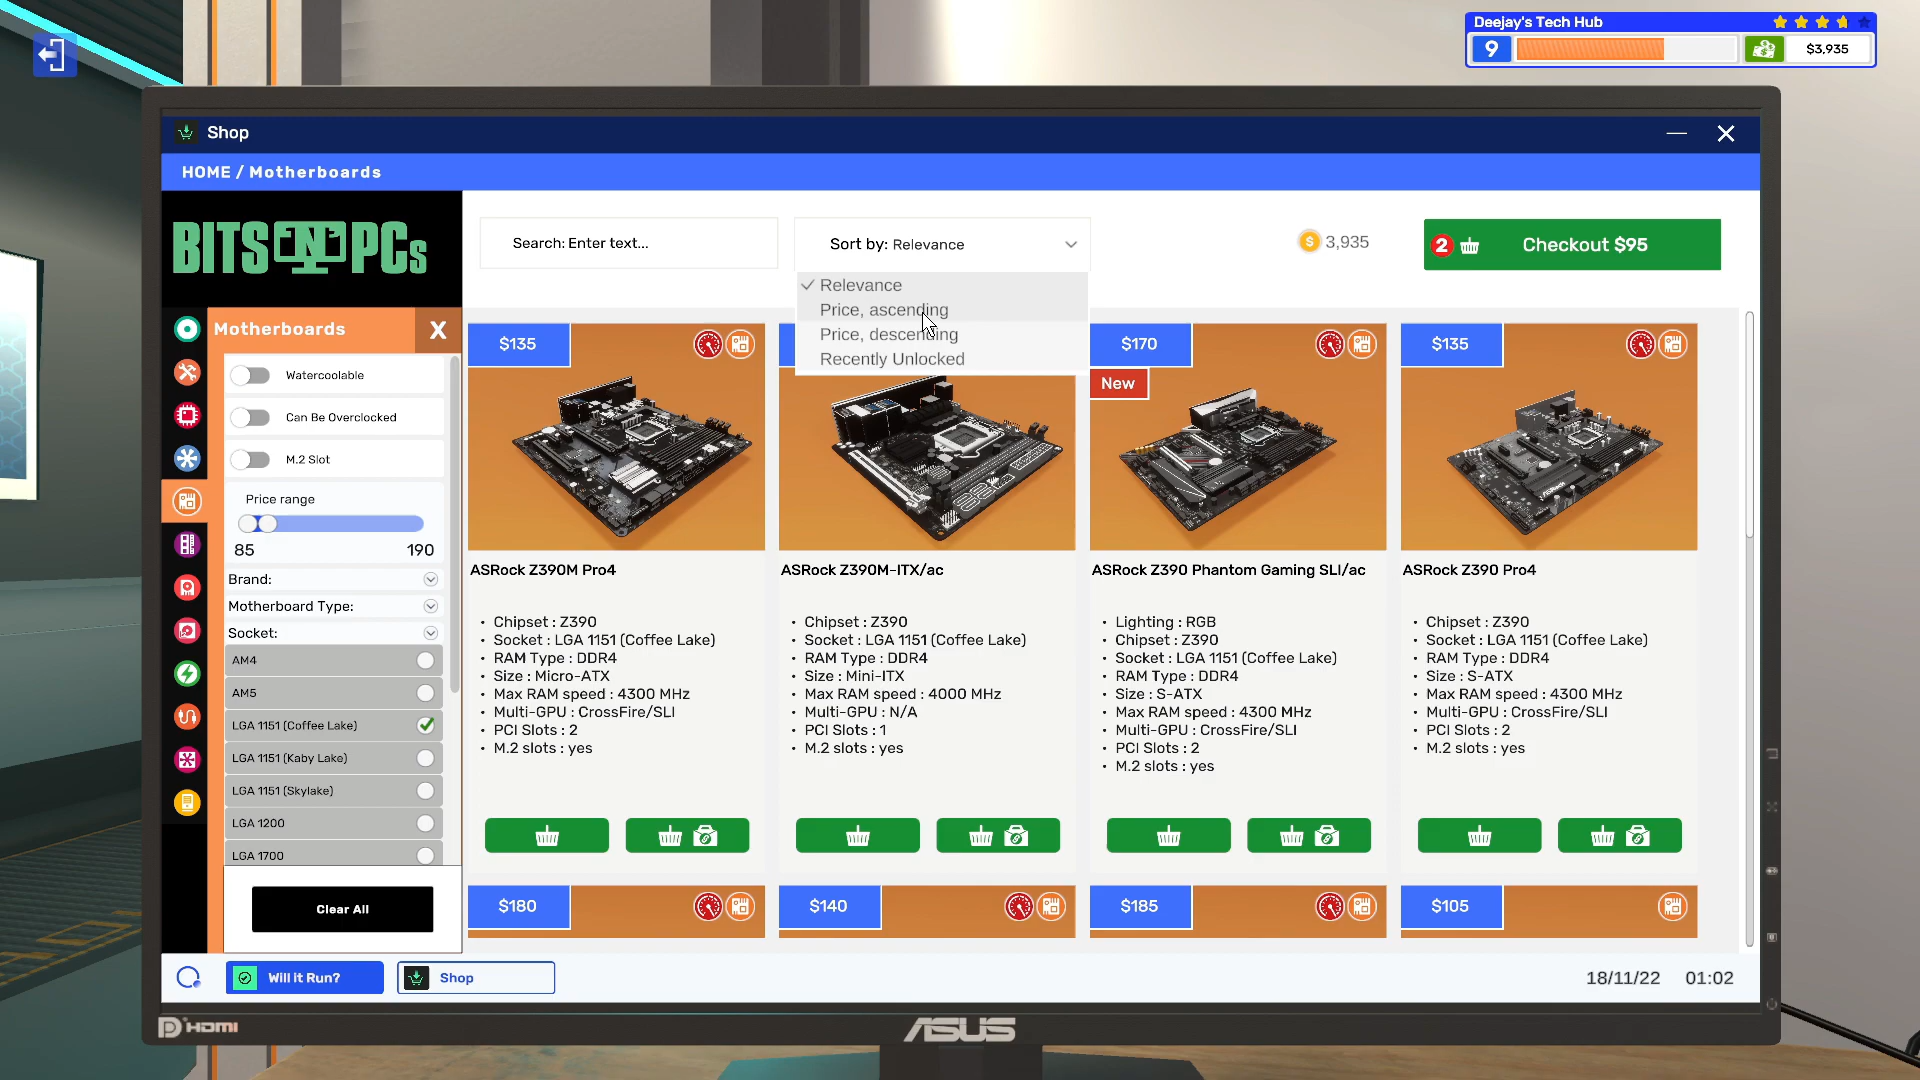 Deejay's Tech Hub
9
$3,935
Shop
HOME / Motherboards
BITS N PCs
Search: Enter text...
Sort by: Relevance
3,935
2
Checkout $95
Relevance
Price, ascending
Price, descending
Recently Unlocked
Motherboards
X
Watercoolable
Can Be Overclocked
M.2 Slot
Price range
85
190
Brand:
Motherboard Type:
Socket:
AM4
AM5
LGA 1151 (Coffee Lake)
LGA 1151 (Kaby Lake)
LGA 1151 (Skylake)
LGA 1200
LGA 1700
Clear All
$135
ASRock Z390M Pro4
• Chipset : Z390
• Socket : LGA 1151 (Coffee Lake)
• RAM Type : DDR4
• Size : Micro-ATX
• Max RAM speed : 4300 MHz
• Multi-GPU : CrossFire/SLI
• PCI Slots : 2
• M.2 slots : yes
ASRock Z390M-ITX/ac
• Chipset : Z390
• Socket : LGA 1151 (Coffee Lake)
• RAM Type : DDR4
• Size : Mini-ITX
• Max RAM speed : 4000 MHz
• Multi-GPU : N/A
• PCI Slots : 1
• M.2 slots : yes
$170
New
ASRock Z390 Phantom Gaming SLI/ac
• Lighting : RGB
• Chipset : Z390
• Socket : LGA 1151 (Coffee Lake)
• RAM Type : DDR4
• Size : S-ATX
• Max RAM speed : 4300 MHz
• Multi-GPU : CrossFire/SLI
• PCI Slots : 2
• M.2 slots : yes
$135
ASRock Z390 Pro4
• Chipset : Z390
• Socket : LGA 1151 (Coffee Lake)
• RAM Type : DDR4
• Size : S-ATX
• Max RAM speed : 4300 MHz
• Multi-GPU : CrossFire/SLI
• PCI Slots : 2
• M.2 slots : yes
$180
$140
$185
$105
Will it Run?
Shop
18/11/22
01:02
HDMI
ASUS